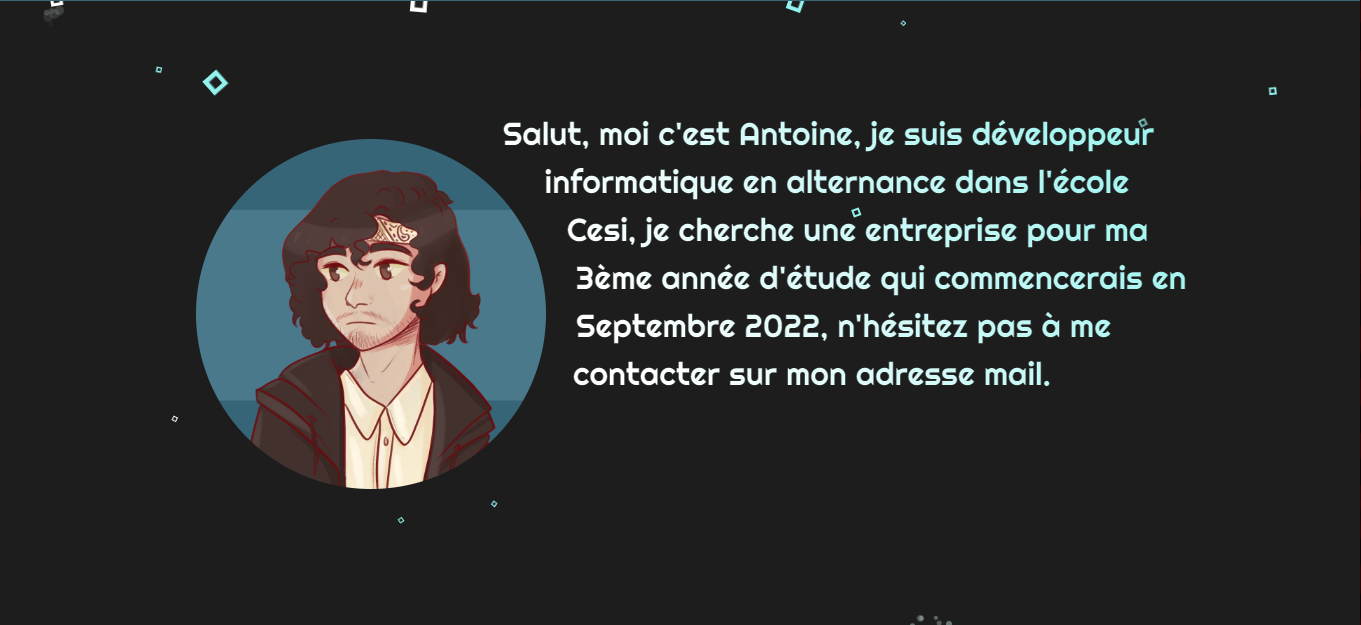 Salut, moi c'est Antoine, je suis développeur
informatique en alternance dans l'école
Cesi, je cherche une entreprise pour ma
3ème année d'étude qui commencerais en
Septembre 2022, n'hésitez pas à me
contacter sur mon adresse mail.